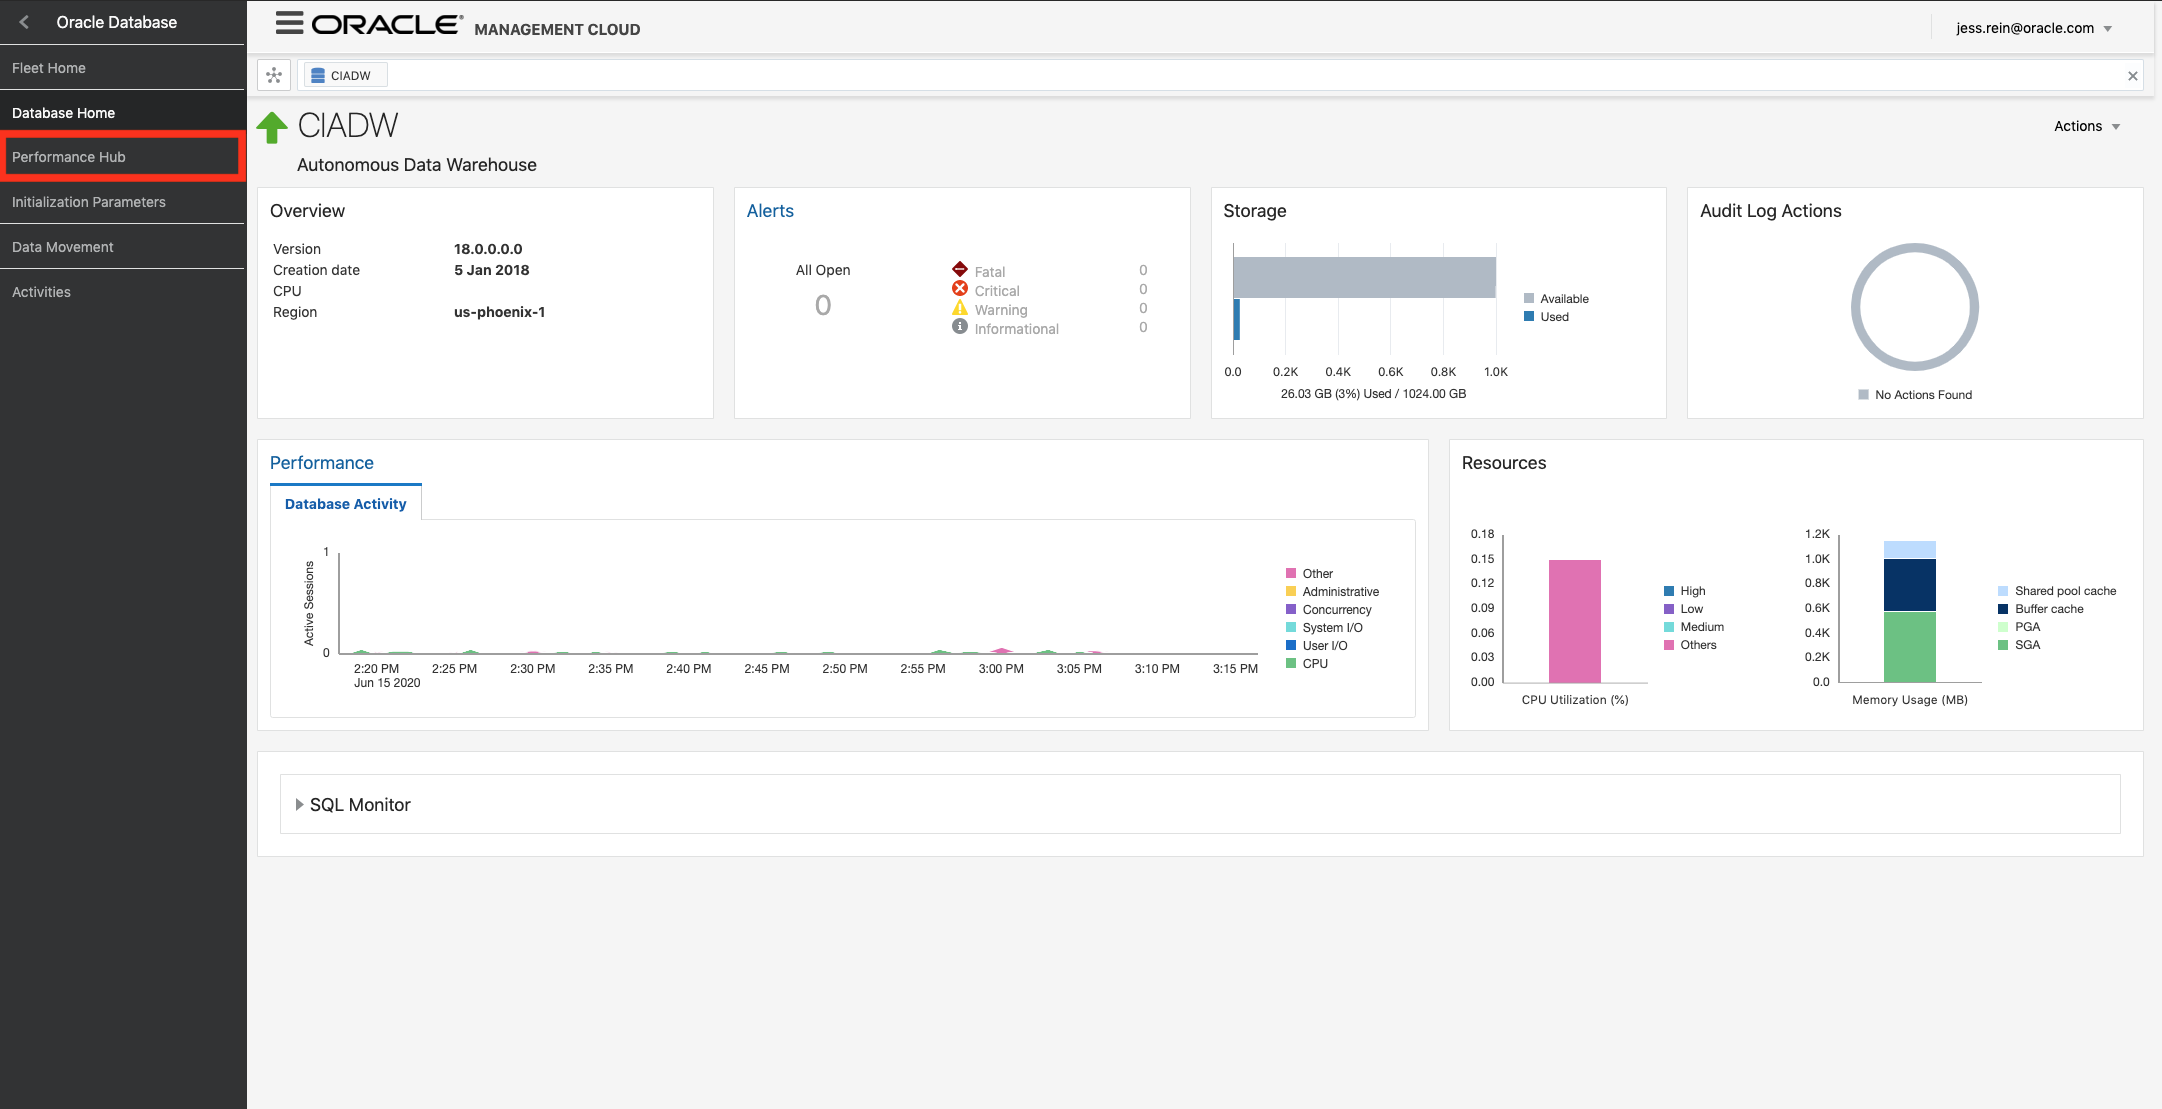 Oracle Database
Fleet Home
Database Home
Performance Hub
Initialization Parameters
Data Movement
Activities
ORACLE® MANAGEMENT CLOUD
jess.rein@oracle.com
CIADW
CIADW
Actions
Autonomous Data Warehouse
Overview
Version 18.0.0.0.0
Creation date 5 Jan 2018
CPU
Region us-phoenix-1
Alerts
All Open
0
Fatal 0
Critical 0
Warning 0
Informational 0
Storage
Available
Used
0.0 0.2K 0.4K 0.6K 0.8K 1.0K
26.03 GB (3%) Used / 1024.00 GB
Audit Log Actions
No Actions Found
Performance
Database Activity
Active Sessions
1
0
2:20 PM 2:25 PM 2:30 PM 2:35 PM 2:40 PM 2:45 PM 2:50 PM 2:55 PM 3:00 PM 3:05 PM 3:10 PM 3:15 PM
Jun 15 2020
Other
Administrative
Concurrency
System I/O
User I/O
CPU
Resources
0.18
0.15
0.12
0.09
0.06
0.03
0.00
CPU Utilization (%)
High
Low
Medium
Others
1.2K
1.0K
0.8K
0.6K
0.4K
0.2K
0.0
Memory Usage (MB)
Shared pool cache
Buffer cache
PGA
SGA
SQL Monitor